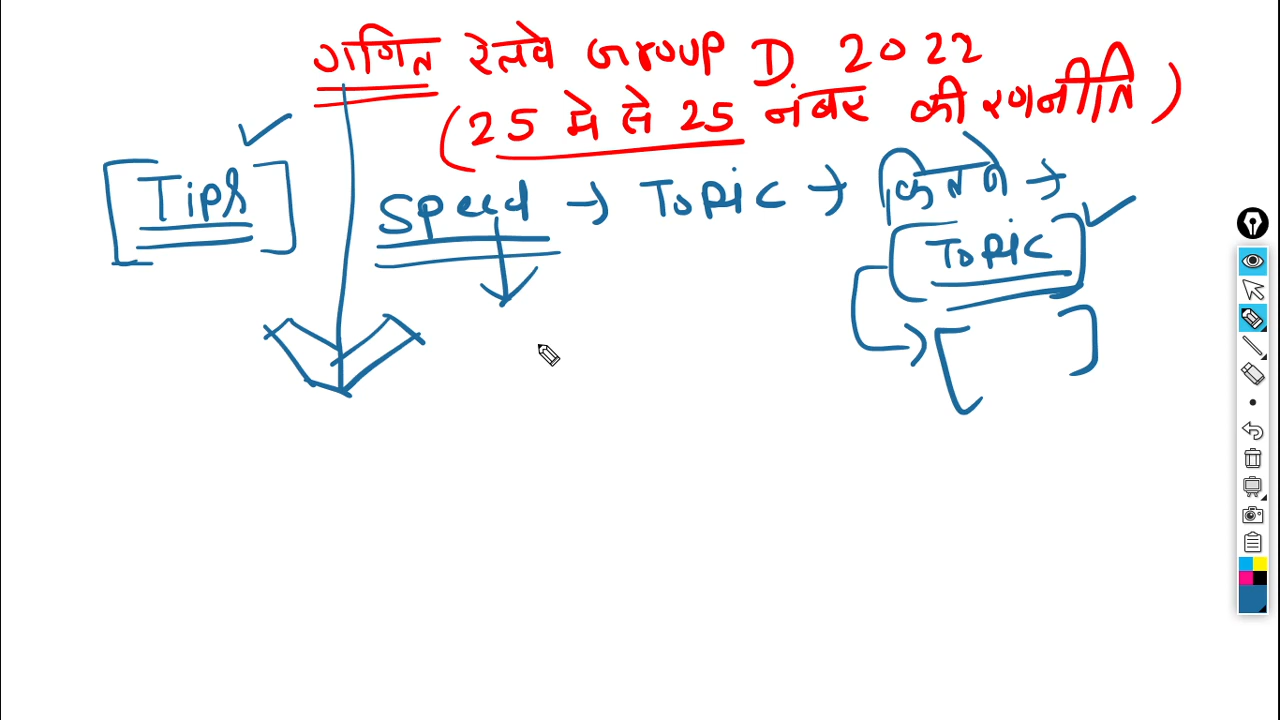 गणित रेलवे GROUP D 2022
(25 मे से 25 नंबर की रणनीति)
[Tips] Speed → TOPIC → कितने →
[TOPIC]
[ ]